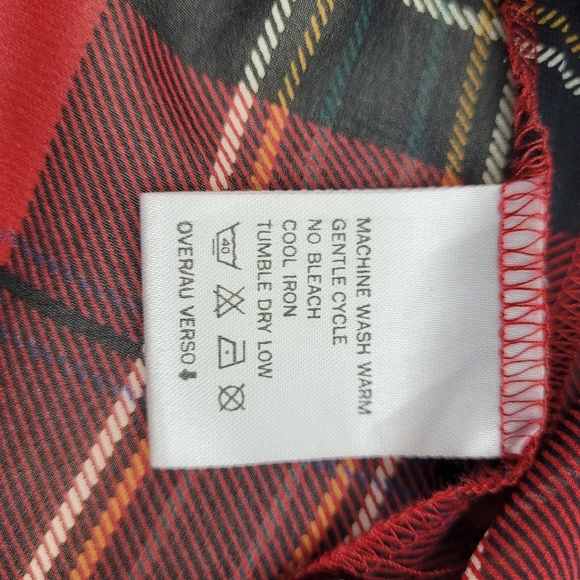 MACHINE WASH WARM
GENTLE CYCLE
NO BLEACH
COOL IRON
TUMBLE DRY LOW
40
OVER/AU VERSO